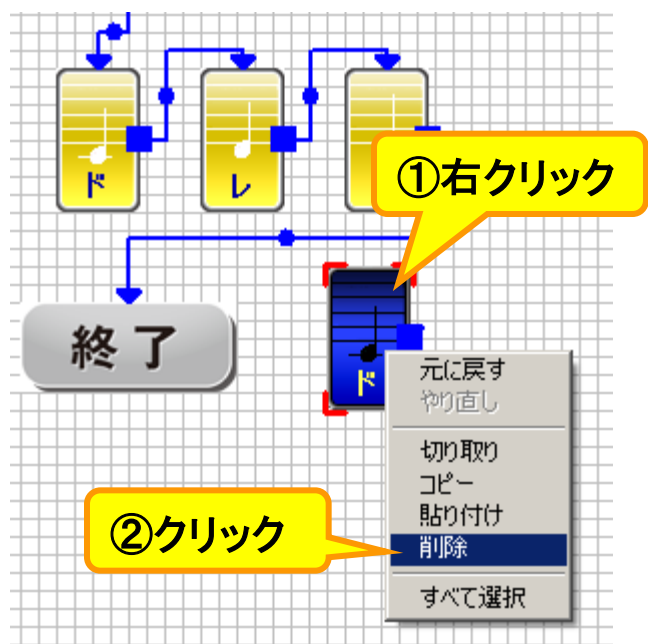 ド
レ
①右クリック
終了
ド
元に戻す
やり直し
切り取り
コピー
貼り付け
削除
すべて選択
②クリック